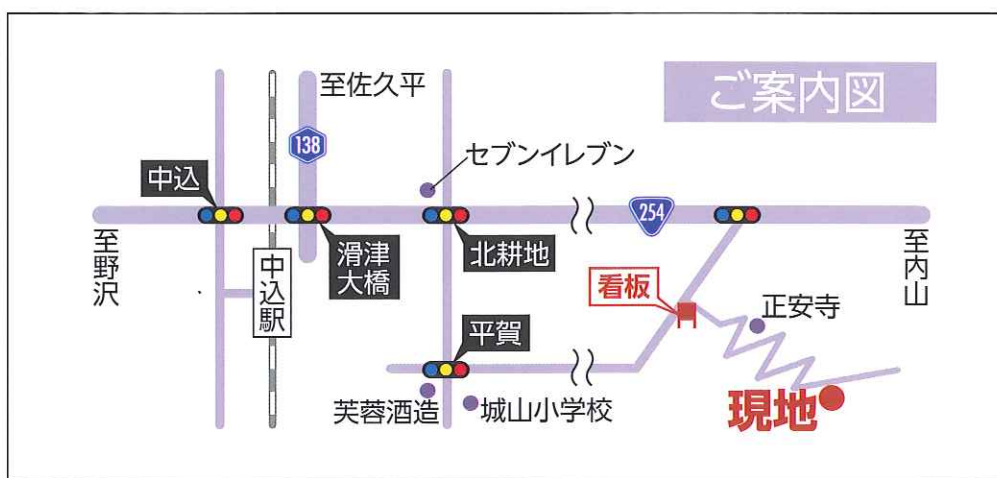 ご案内図
至佐久平
138
セブンイレブン
中込
254
至野沢
中込駅
滑津
大橋
北耕地
至内山
看板
正安寺
平賀
芙蓉酒造
城山小学校
現地